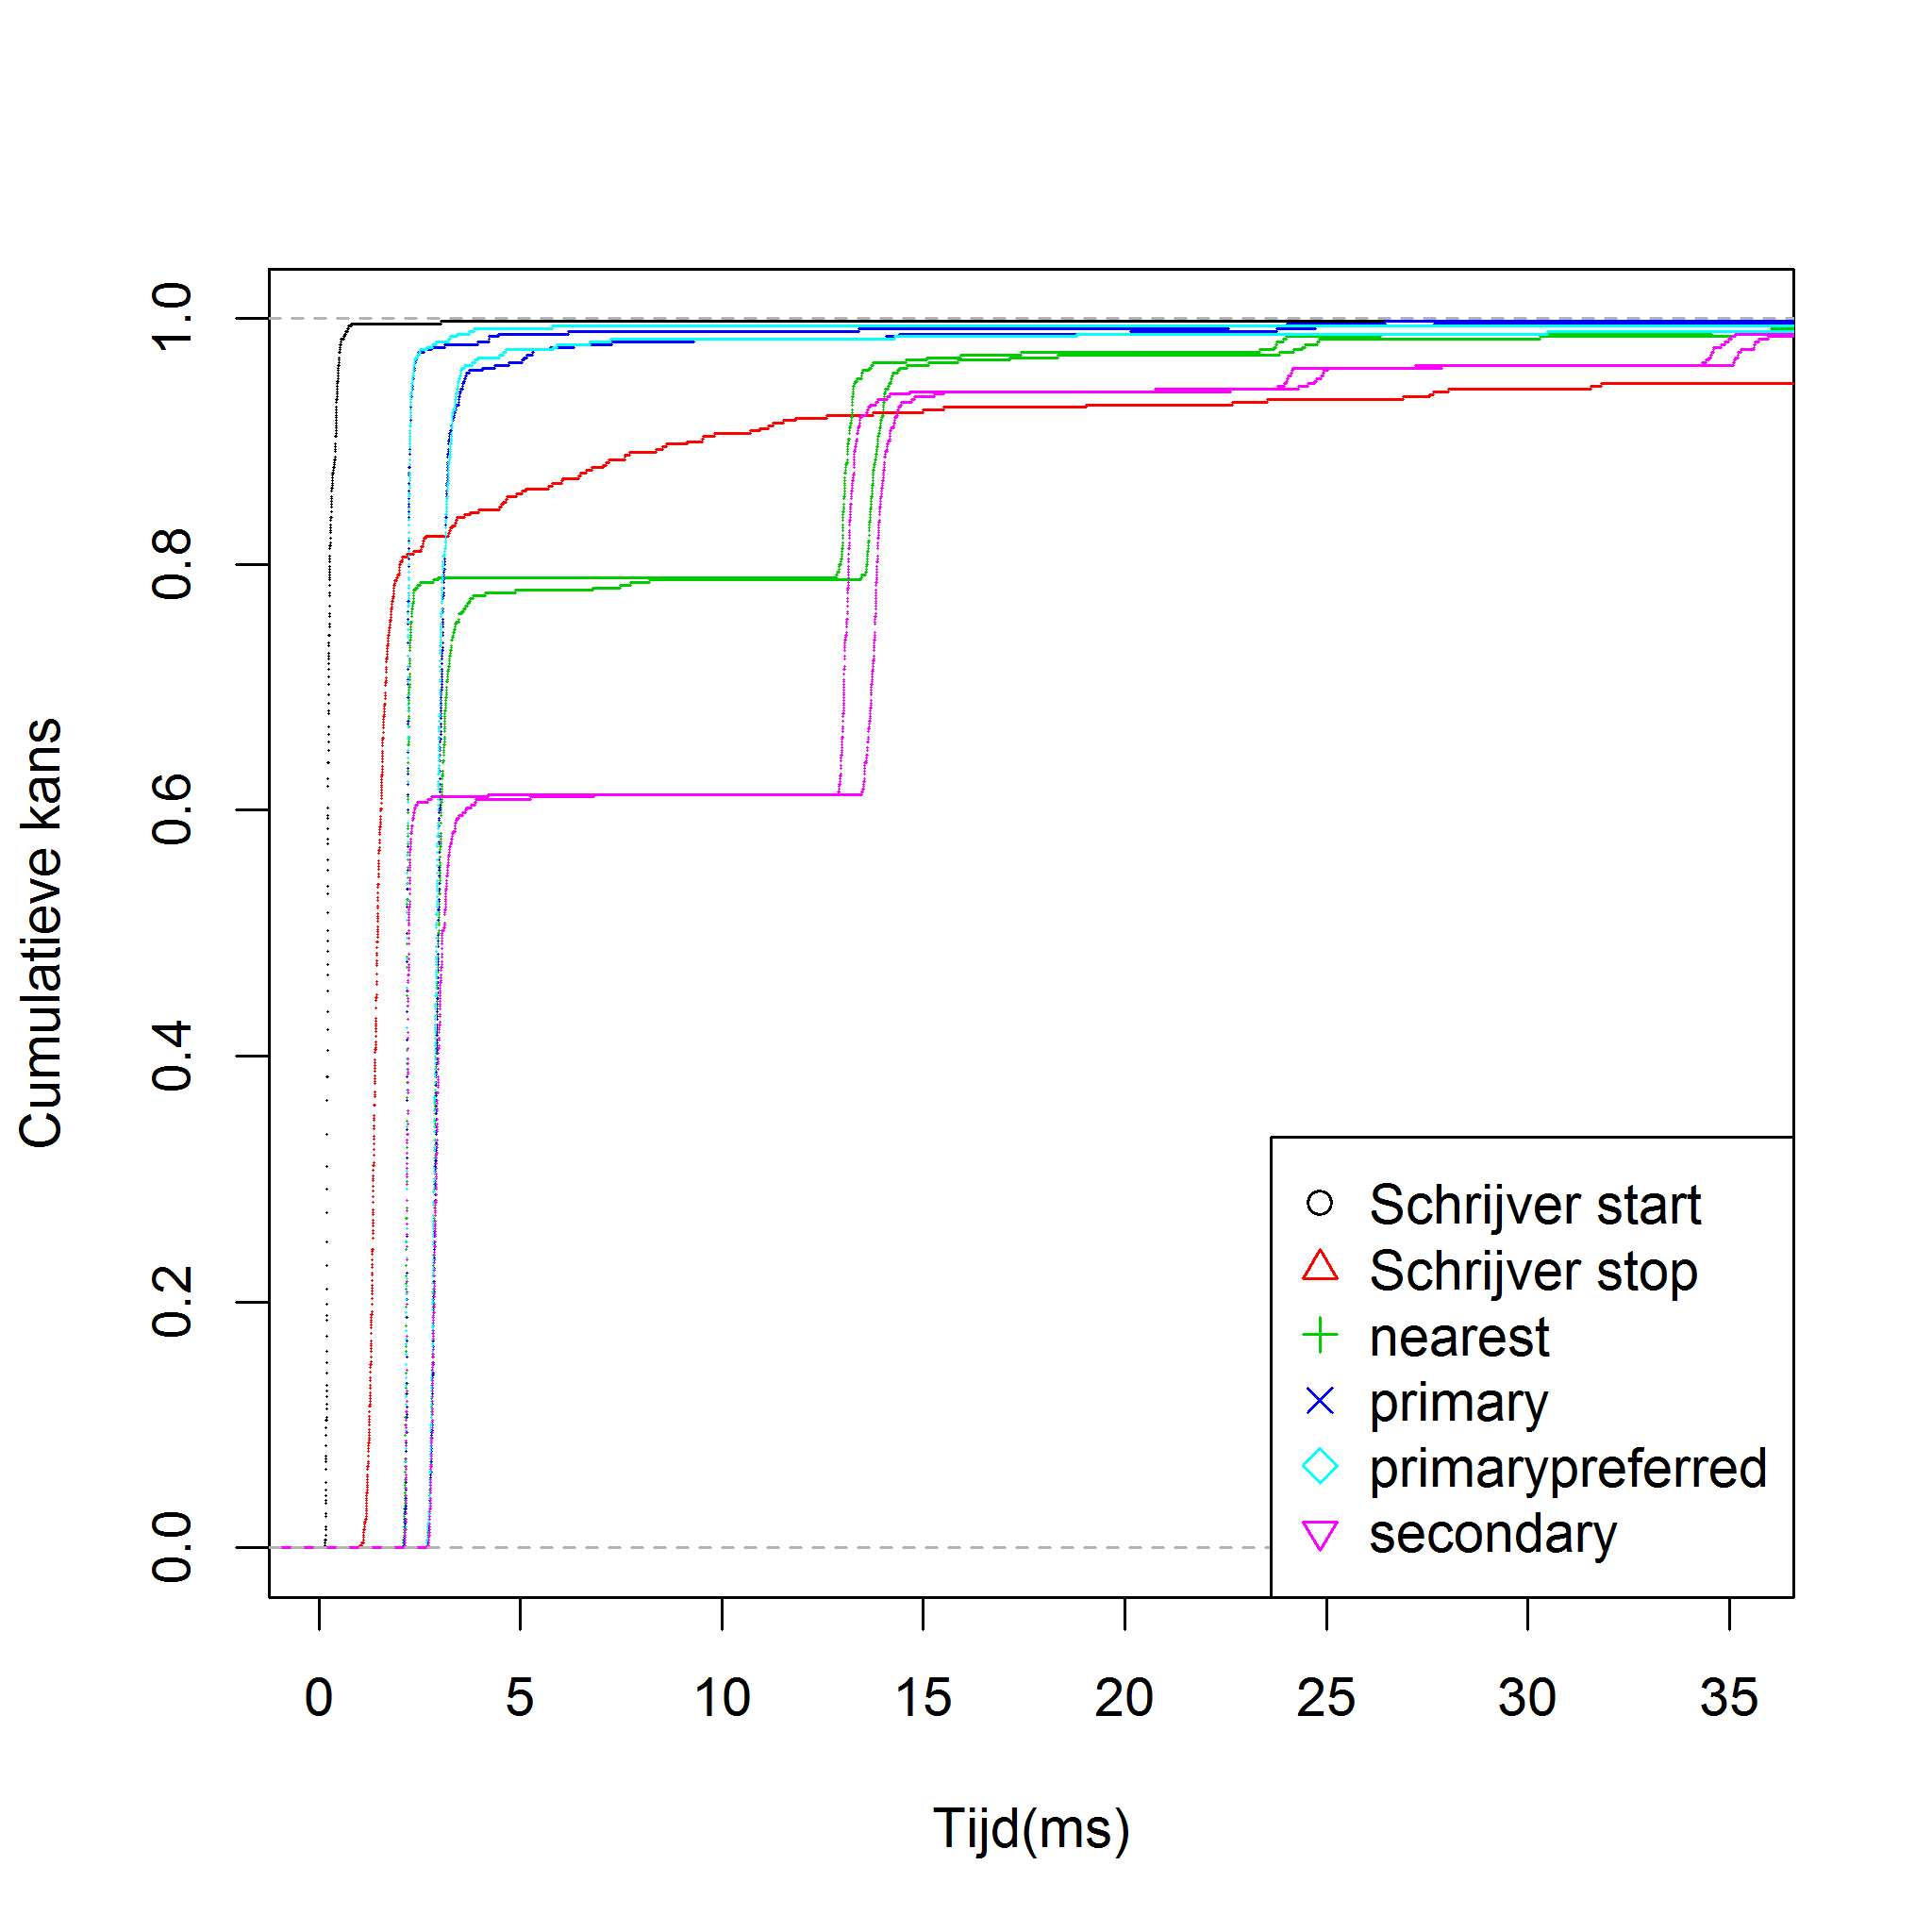 Cumulatieve kans
1.0
0.8
0.6
0.4
0.2
0.0
Schrijver start
Schrijver stop
nearest
primary
primarypreferred
secondary
0 5 10 15 20 25 30 35
Tijd(ms)